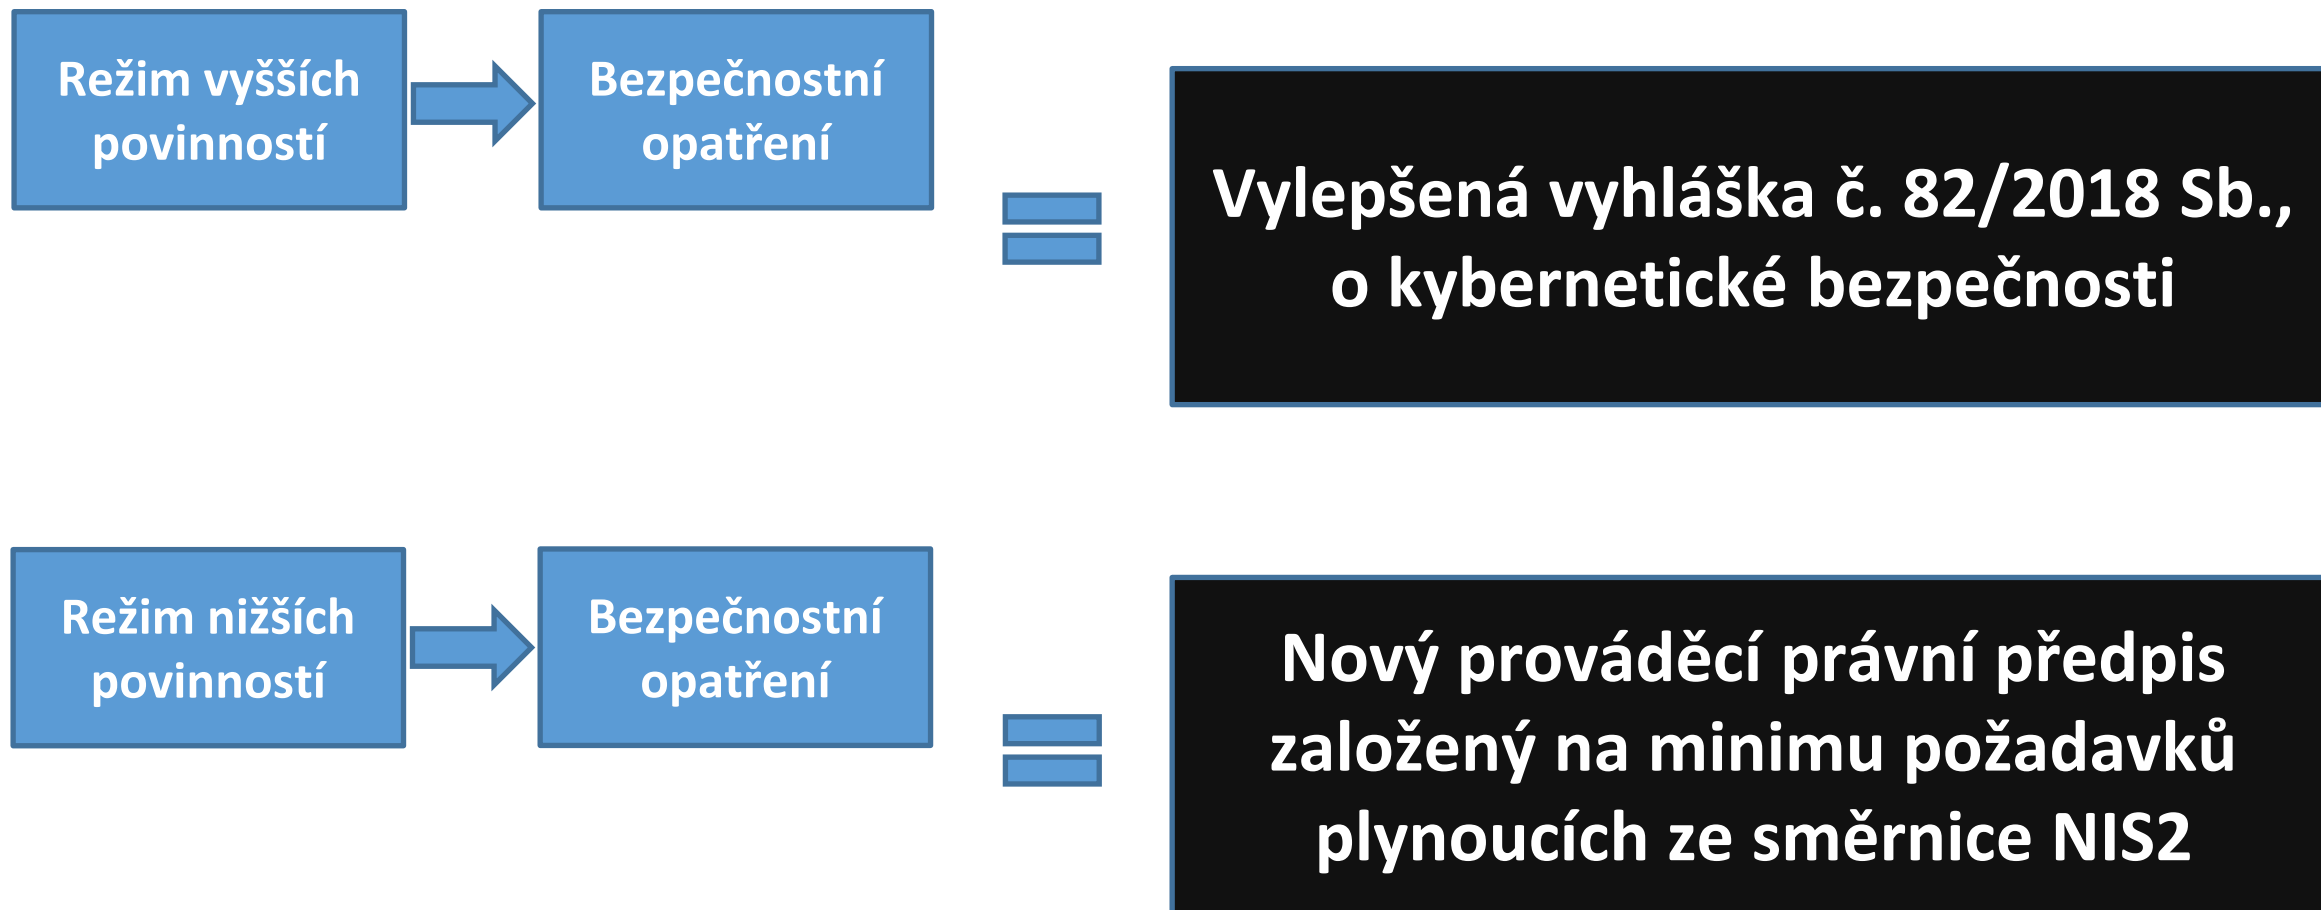 Režim vyšších
povinností
Bezpečnostní
opatření
Vylepšená vyhláška č. 82/2018 Sb.,
o kybernetické bezpečnosti
Režim nižších
povinností
Bezpečnostní
opatření
Nový prováděcí právní předpis
založený na minimu požadavků
plynoucích ze směrnice NIS2